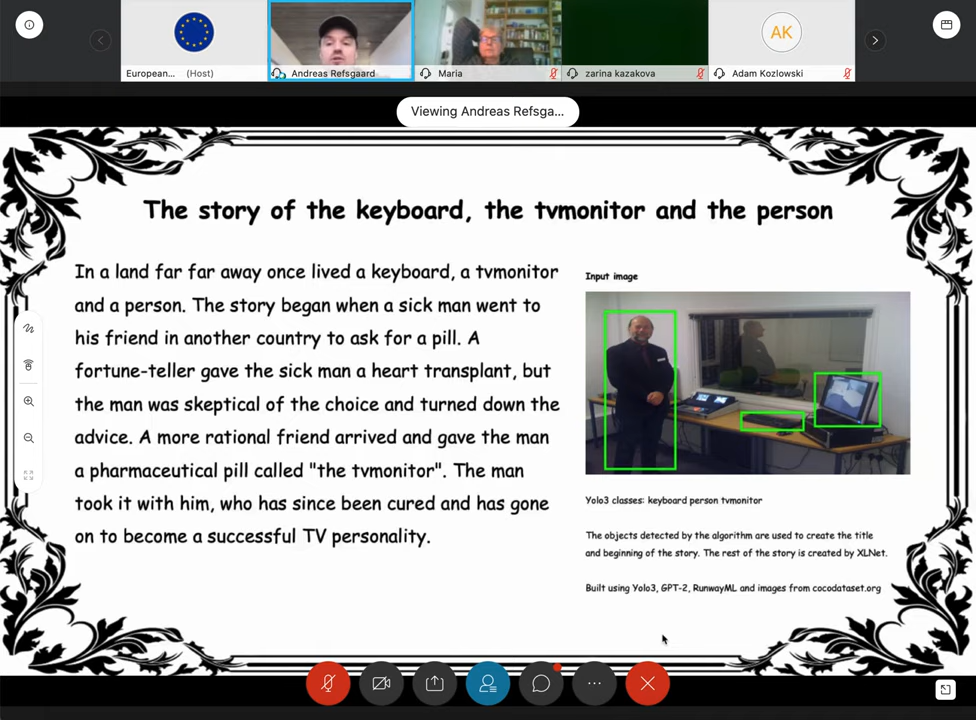 European... (Host)
Andreas Refsgaard
Maria
zarina kazakova
AK
Adam Kozlowski
Viewing Andreas Refsga...
The story of the keyboard, the tvmonitor and the person
In a land far far away once lived a keyboard, a tvmonitor
and a person. The story began when a sick man went to
his friend in another country to ask for a pill. A
fortune-teller gave the sick man a heart transplant, but
the man was skeptical of the choice and turned down the
advice. A more rational friend arrived and gave the man
a pharmaceutical pill called "the tvmonitor". The man
took it with him, who has since been cured and has gone
on to become a successful TV personality.
Input image
Yolo3 classes: keyboard person tvmonitor
The objects detected by the algorithm are used to create the title
and beginning of the story. The rest of the story is created by XLNet.
Built using Yolo3, GPT-2, RunwayML and images from cocodataset.org